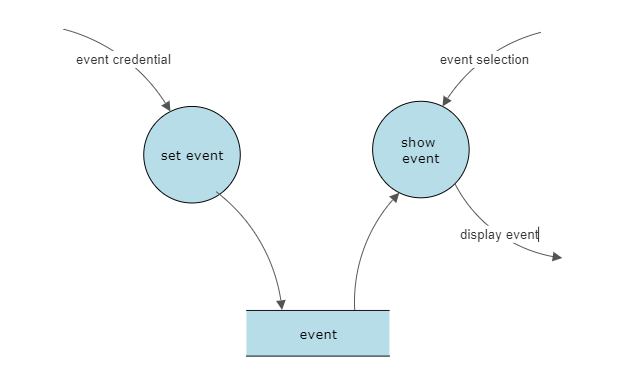 event credential
event selection
set event
show
event
display event
event